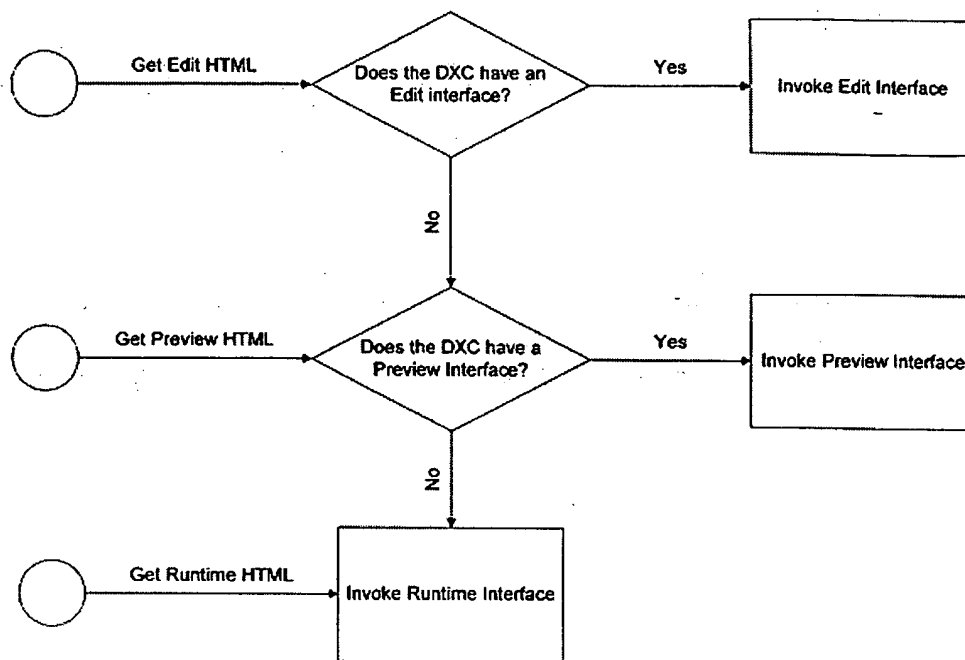 Get Edit HTML
Does the DXC have an
Edit interface?
Yes
Invoke Edit Interface
No
Get Preview HTML
Does the DXC have a
Preview Interface?
Yes
Invoke Preview Interface
No
Get Runtime HTML
Invoke Runtime Interface